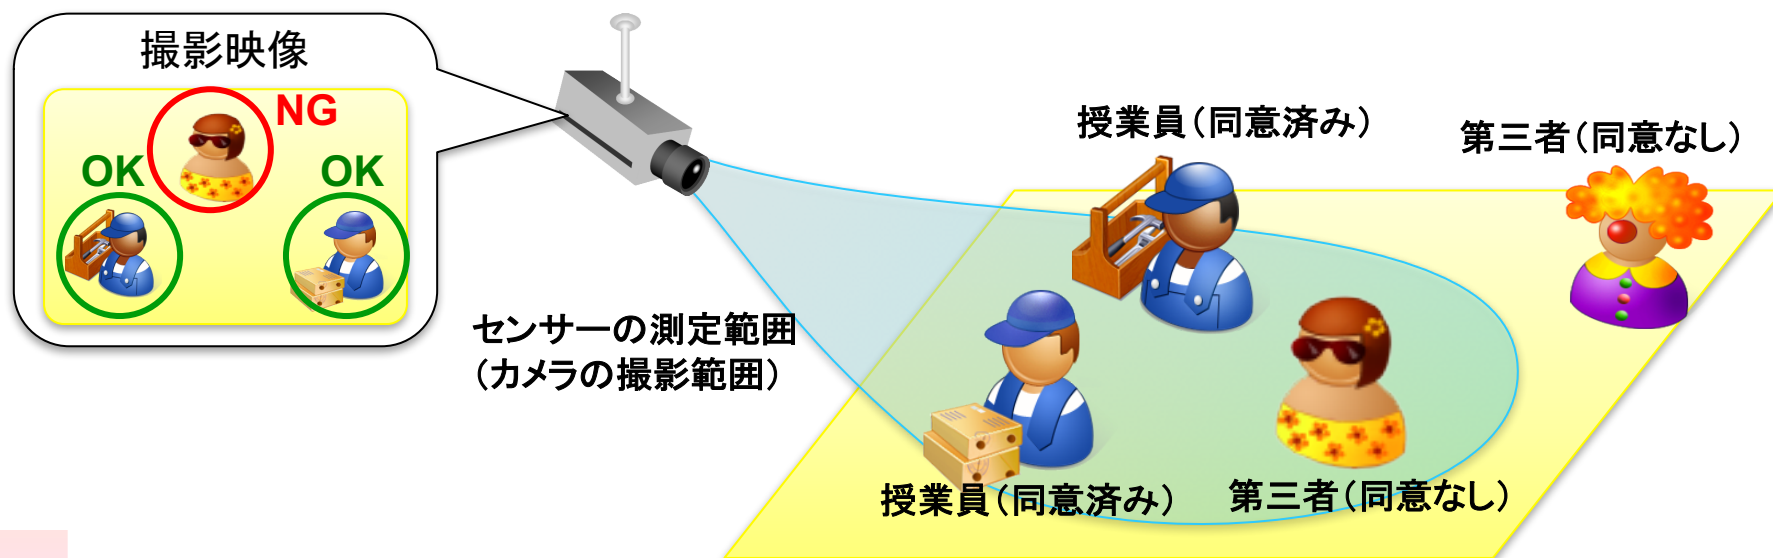 撮影映像
NG
OK
OK
センサーの測定範囲
（カメラの撮影範囲）
授業員（同意済み）
第三者（同意なし）
授業員（同意済み）
第三者（同意なし）